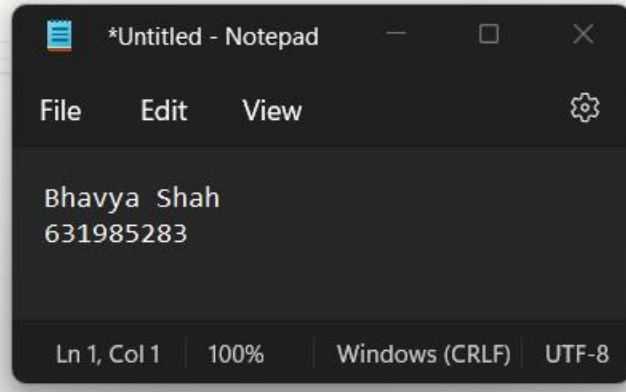 *Untitled - Notepad
File Edit View
Bhavya Shah
631985283
Ln 1, Col 1 100% Windows (CRLF) UTF-8